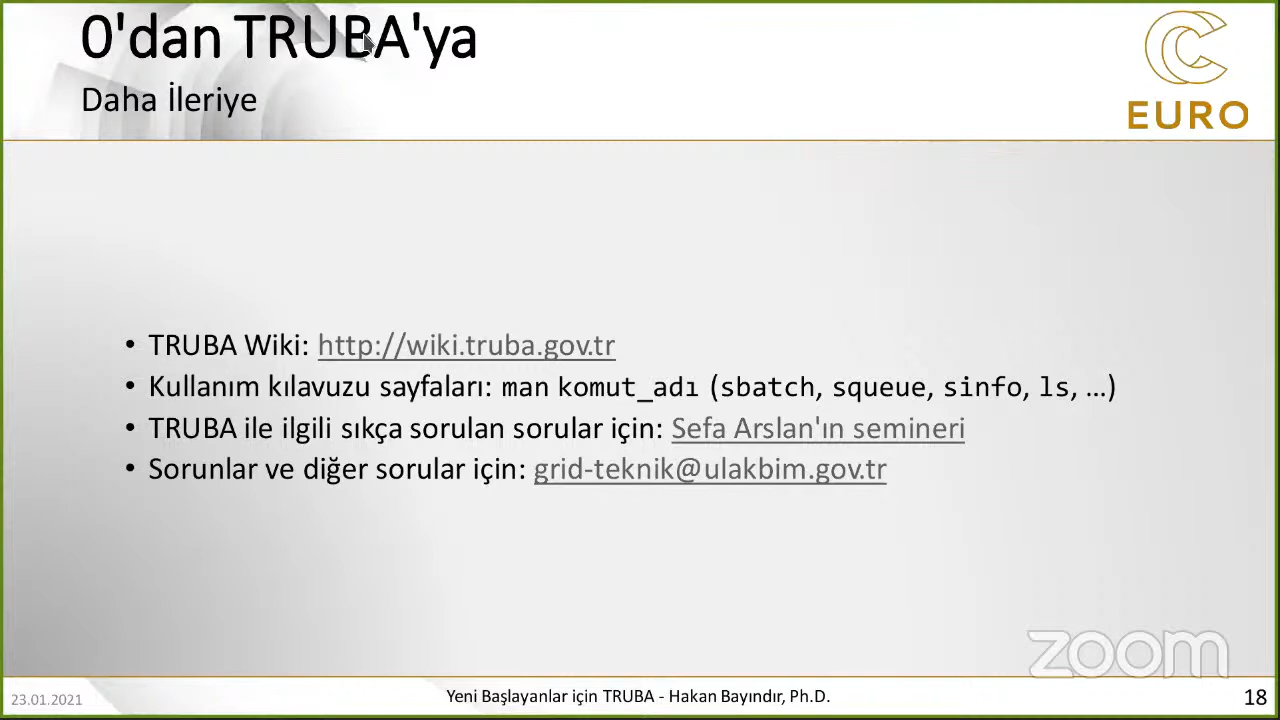 0'dan TRUBA'ya
Daha İleriye
EURO
• TRUBA Wiki: http://wiki.truba.gov.tr
• Kullanım kılavuzu sayfaları: man komut_adı (sbatch, squeue, sinfo, ls, …)
• TRUBA ile ilgili sıkça sorulan sorular için: Sefa Arslan'ın semineri
• Sorunlar ve diğer sorular için: grid-teknik@ulakbim.gov.tr
zoom
23.01.2021
Yeni Başlayanlar için TRUBA - Hakan Bayındır, Ph.D.
18